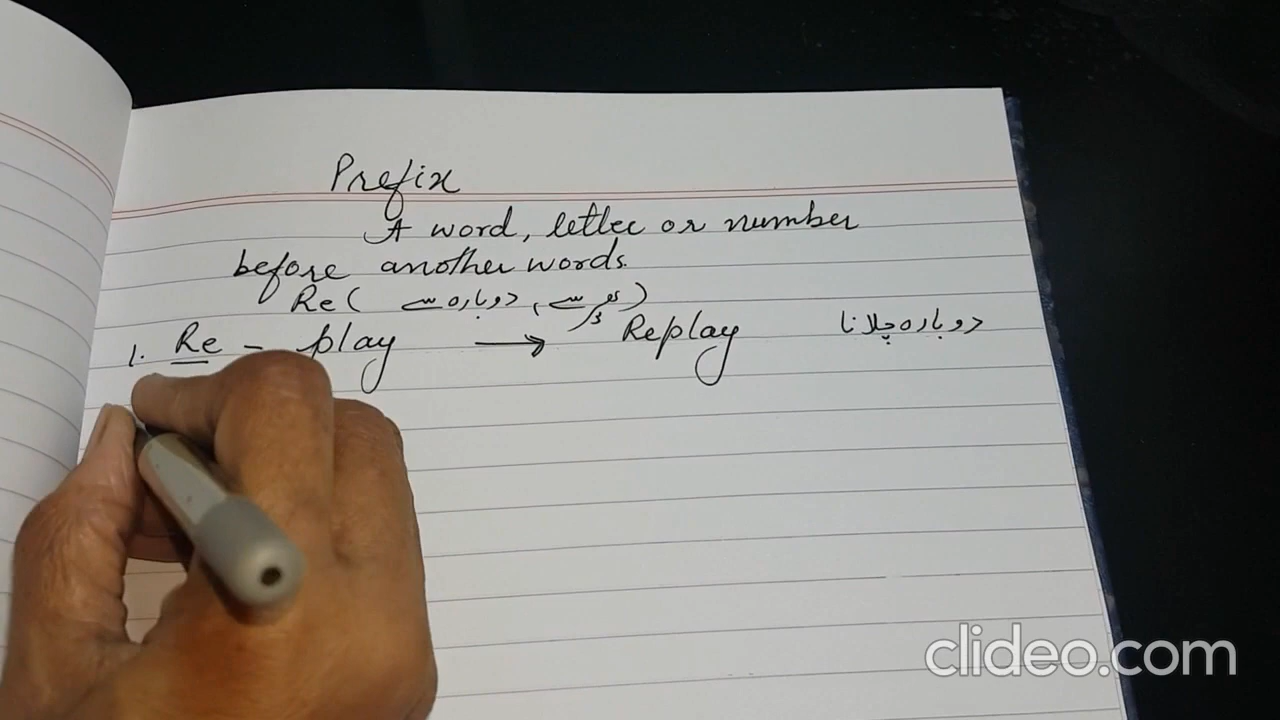 Prefix
A word, letter or number
before another words.
Re ( دوبارہ سے , پھر سے )
1. Re - play → Replay دوبارہ چلانا
clideo.com